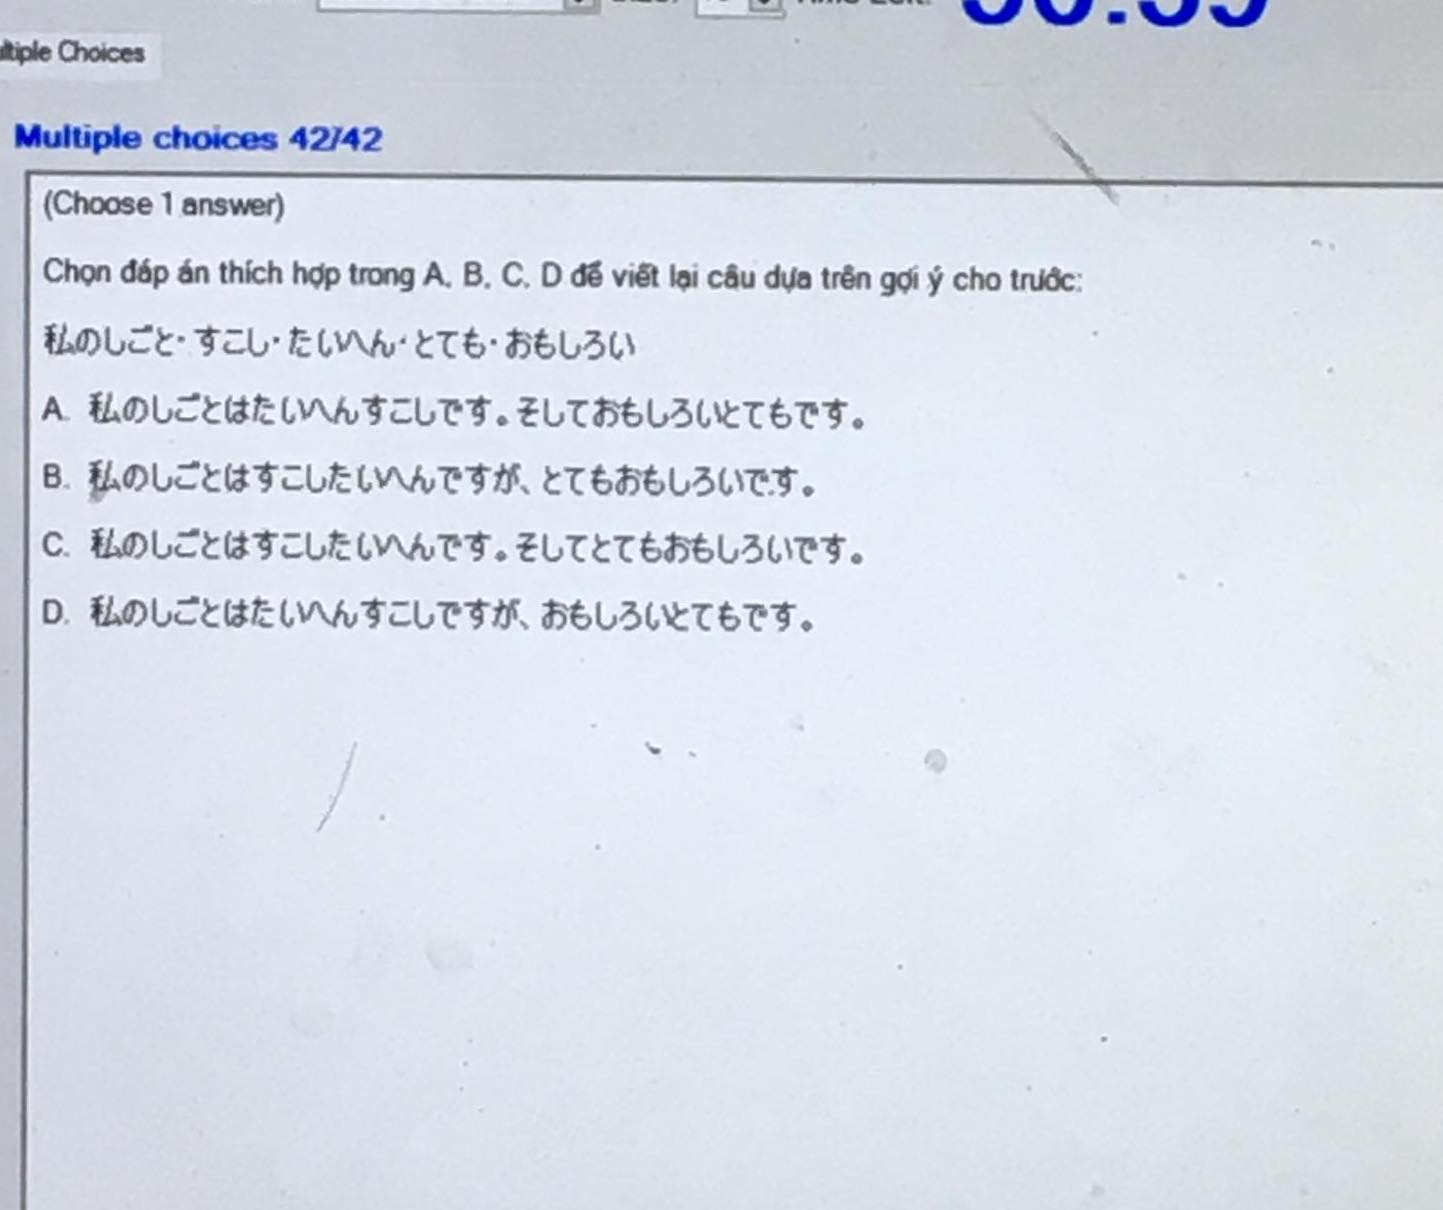 ltiple Choices
Multiple choices 42/42
(Choose 1 answer)
Chọn đáp án thích hợp trong A, B, C, D để viết lại câu dựa trên gợi ý cho trước:
私のしごと・すこし・たいへん・とても・おもしろい
A. 私のしごとはたいへんすこしです。そしておもしろいとてもです。
B. 私のしごとはすこしたいへんですが、とてもおもしろいです。
C. 私のしごとはすこしたいへんです。そしてとてもおもしろいです。
D. 私のしごとはたいへんすこしですが、おもしろいとてもです。